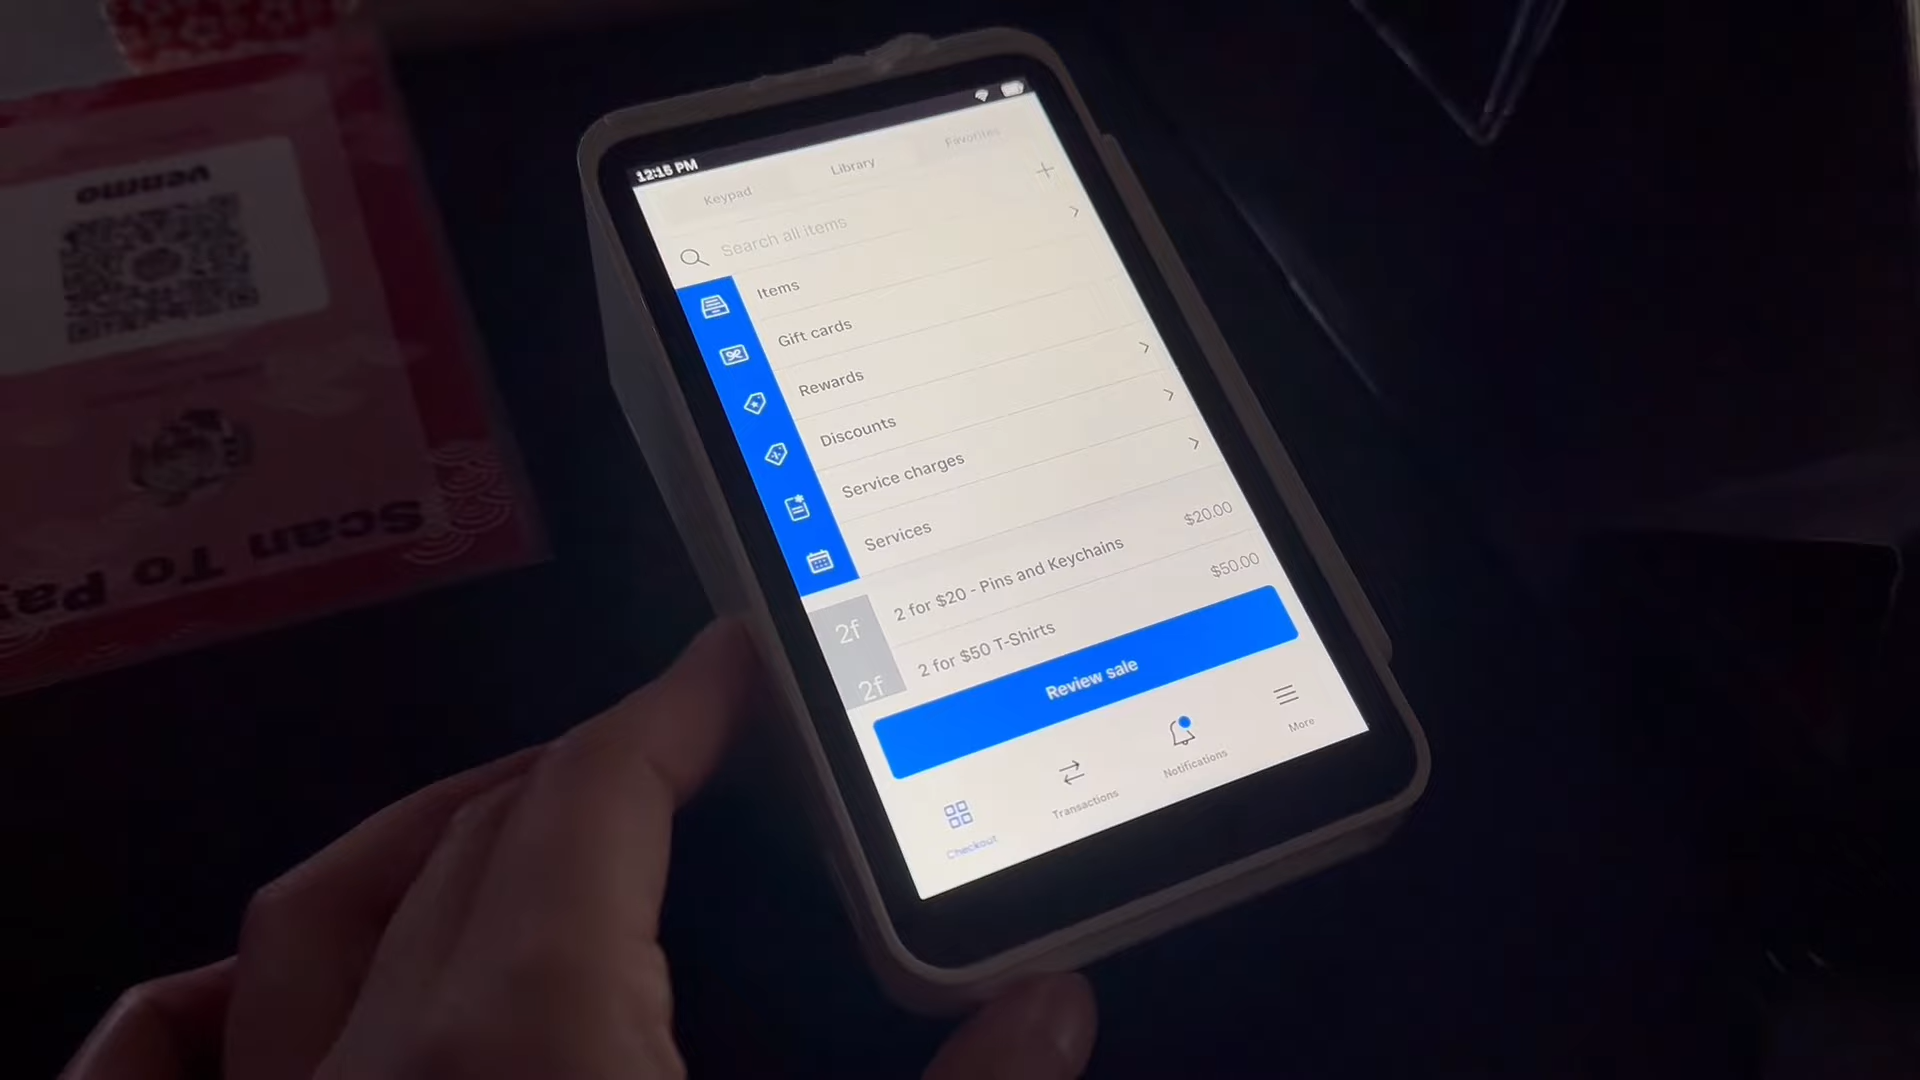 12:15 PM
Keypad
Library
Favorites
Search all items
Items
Gift cards
Rewards
Discounts
Service charges
Services
2f
2 for $20 - Pins and Keychains
$20.00
2f
2 for $50 T-Shirts
$50.00
Review sale
Checkout
Transactions
Notifications
More
venmo
Scan To Pa